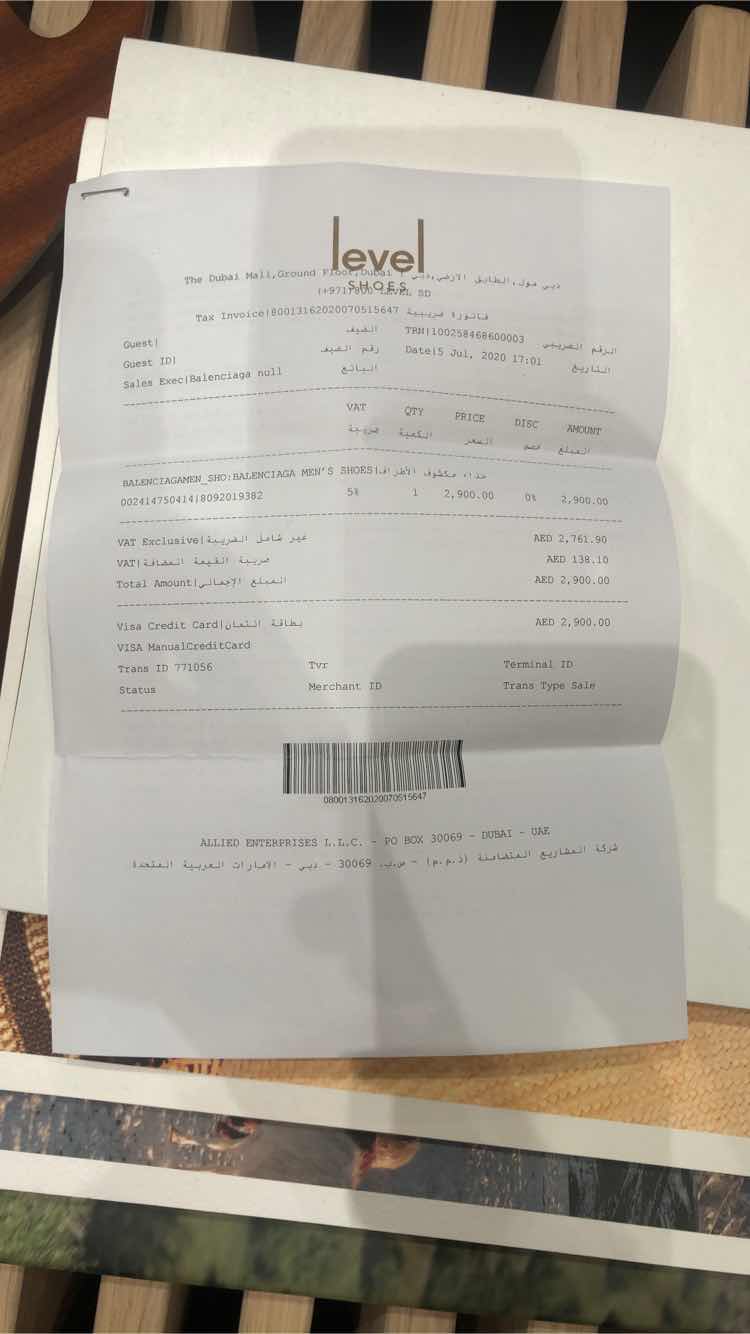 level
SHOES
The Dubai Mall,Ground Floor,Dubai | دبي مول,الطابق الارضي,دبي
(+971)800 LEVEL SD
Tax Invoice|80013162020070515647 فاتورة ضريبية
Guest| الضيف TRN|100258468600003 الرقم الضريبي
Guest ID| رقم الضيف Date|5 Jul, 2020 17:01 التاريخ
Sales Exec|Balenciaga null البائع
VAT QTY PRICE DISC AMOUNT
ضريبة الكمية السعر خصم المبلغ
BALENCIAGAMEN_SHO:BALENCIAGA MEN'S SHOES|حذاء مكشوف الأطراف
002414750414|8092019382 5% 1 2,900.00 0% 2,900.00
VAT Exclusive|غير شامل الضريبة AED 2,761.90
VAT|ضريبة القيمة المضافة AED 138.10
Total Amount|المبلغ الإجمالي AED 2,900.00
Visa Credit Card|بطاقة ائتمان AED 2,900.00
VISA ManualCreditCard
Trans ID 771056 Tvr Terminal ID
Status Merchant ID Trans Type Sale
080013162020070515647
ALLIED ENTERPRISES L.L.C. - PO BOX 30069 - DUBAI - UAE
شركة المشاريع المتضامنة (ذ.م.م) - ص.ب. 30069 - دبي - الامارات العربية المتحدة